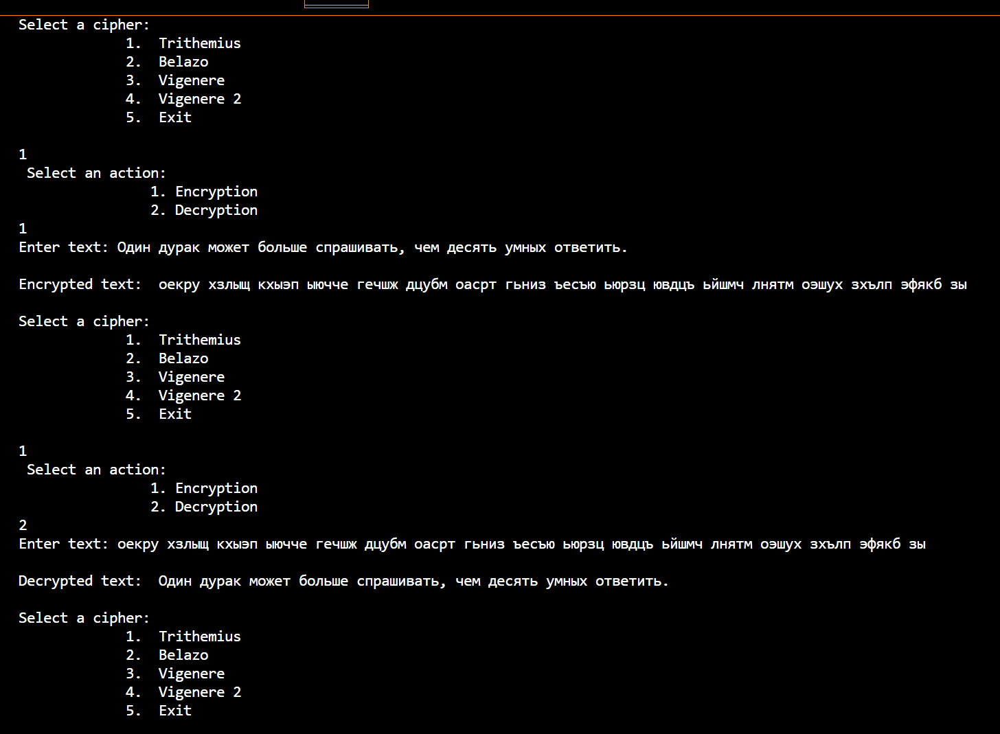 Select a cipher:
1.  Trithemius
2.  Belazo
3.  Vigenere
4.  Vigenere 2
5.  Exit
1
Select an action:
1. Encryption
2. Decryption
1
Enter text: Один дурак может больше спрашивать, чем десять умных ответить.
Encrypted text:  оекру хзлыщ кхыэп ыючче гечшж дцубм оасрт гьниз ъесъю ьюрзц ювдцъ ьйшмч лнятм оэшух зхълп эфякб зы
Select a cipher:
1.  Trithemius
2.  Belazo
3.  Vigenere
4.  Vigenere 2
5.  Exit
1
Select an action:
1. Encryption
2. Decryption
2
Enter text: оекру хзлыщ кхыэп ыючче гечшж дцубм оасрт гьниз ъесъю ьюрзц ювдцъ ьйшмч лнятм оэшух зхълп эфякб зы
Decrypted text:  Один дурак может больше спрашивать, чем десять умных ответить.
Select a cipher:
1.  Trithemius
2.  Belazo
3.  Vigenere
4.  Vigenere 2
5.  Exit